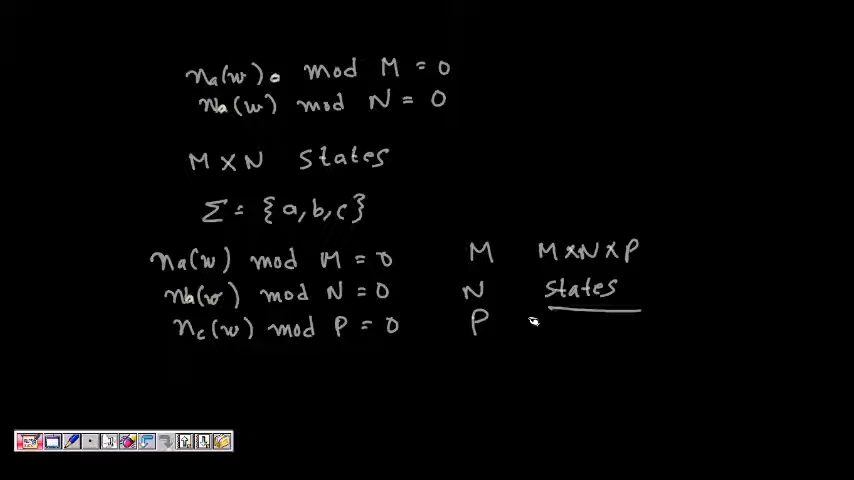 na(w) mod M = 0
na(w) mod N = 0
M x N states
Σ = {a, b, c}
na(w) mod M = 0 M M x N x P
nb(w) mod N = 0 N states
nc(w) mod P = 0 P